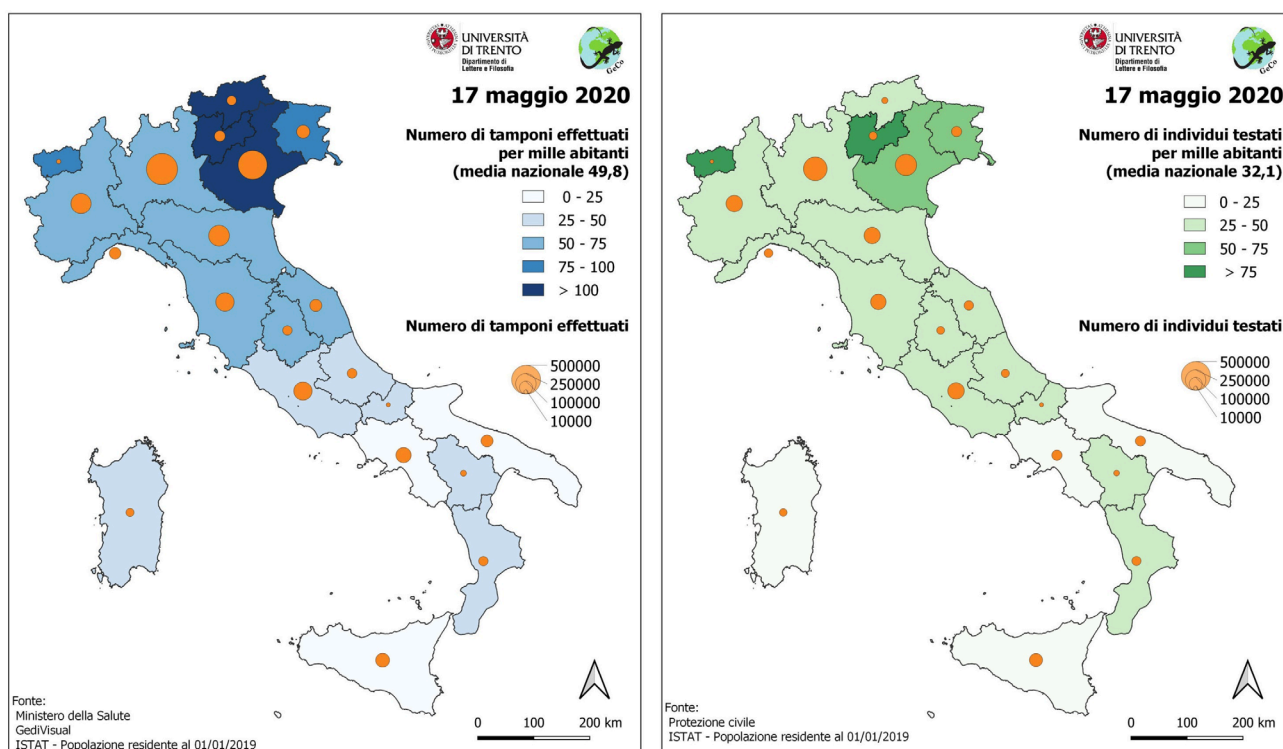 UNIVERSITÀ
DI TRENTO
Dipartimento di
Lettere e Filosofia
GeCo
17 maggio 2020
Numero di tamponi effettuati
per mille abitanti
(media nazionale 49,8)
0 - 25
25 - 50
50 - 75
75 - 100
> 100
Numero di tamponi effettuati
500000
250000
100000
10000
Fonte:
Ministero della Salute
GediVisual
ISTAT - Popolazione residente al 01/01/2019
0 100 200 km
UNIVERSITÀ
DI TRENTO
Dipartimento di
Lettere e Filosofia
GeCo
17 maggio 2020
Numero di individui testati
per mille abitanti
(media nazionale 32,1)
0 - 25
25 - 50
50 - 75
> 75
Numero di individui testati
500000
250000
100000
10000
Fonte:
Protezione civile
ISTAT - Popolazione residente al 01/01/2019
0 100 200 km